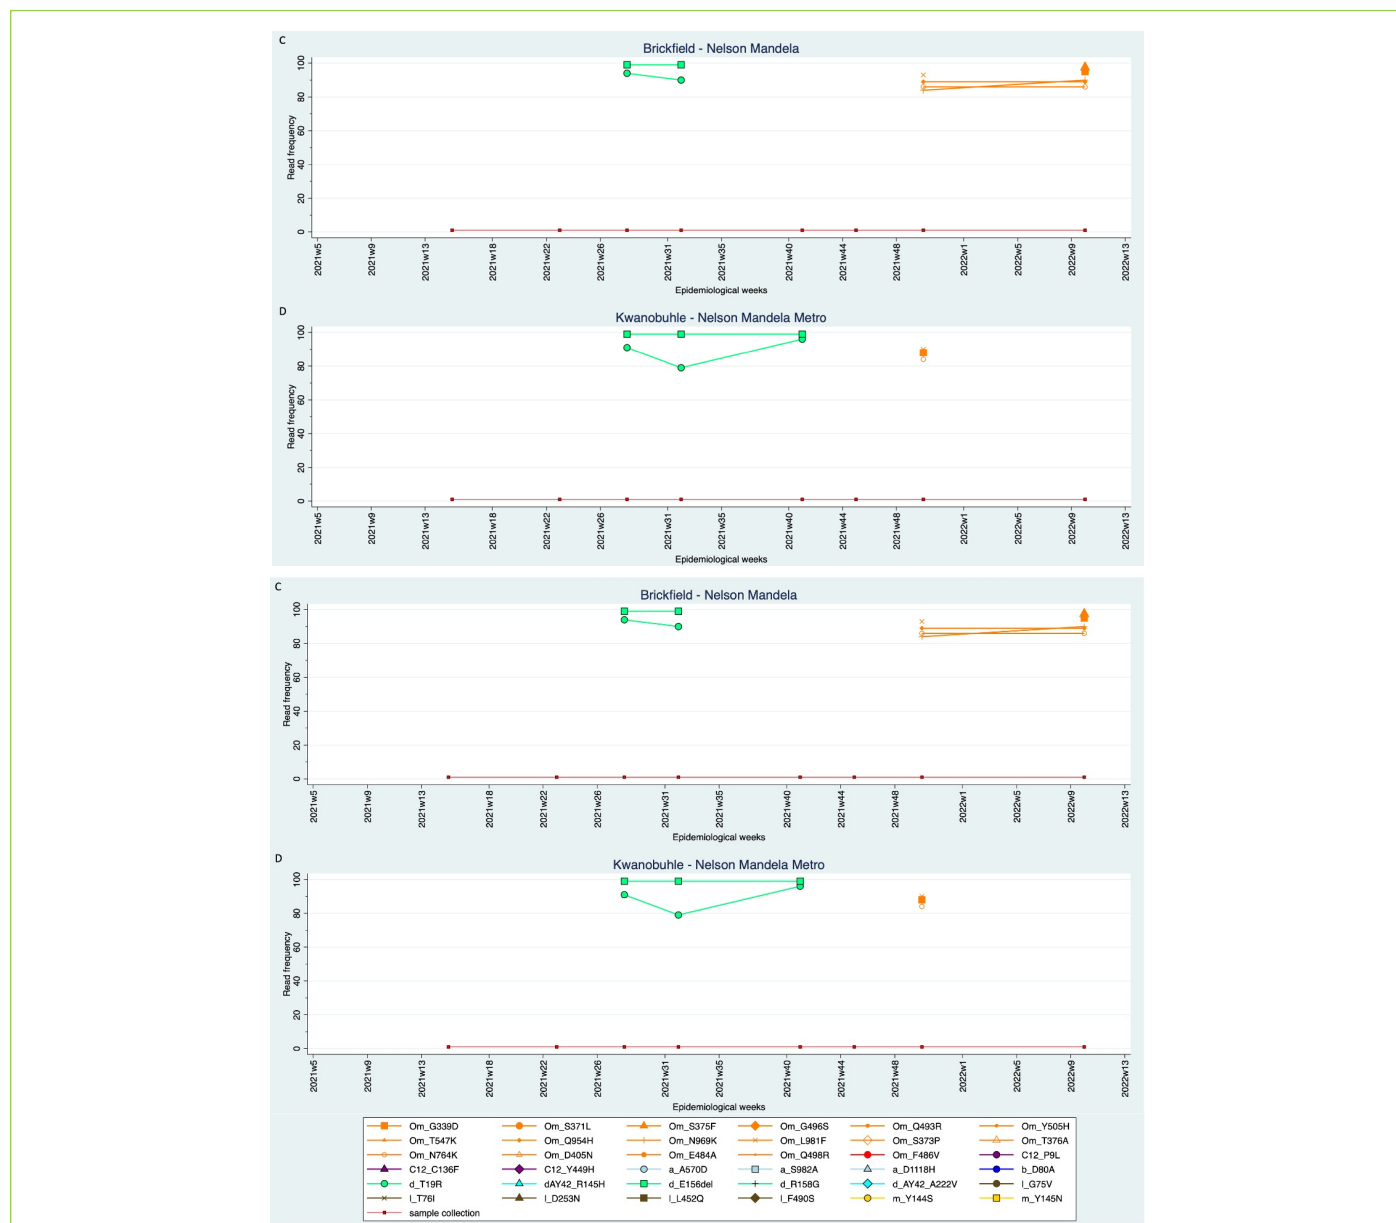 C
Brickfield - Nelson Mandela
Read frequency
100
80
60
40
20
0
2021w5 2021w9 2021w13 2021w18 2021w22 2021w26 2021w31 2021w35 2021w40 2021w44 2021w48 2022w1 2022w5 2022w9 2022w13
Epidemiological weeks
D
Kwanobuhle - Nelson Mandela Metro
Read frequency
100
80
60
40
20
0
2021w5 2021w9 2021w13 2021w18 2021w22 2021w26 2021w31 2021w35 2021w40 2021w44 2021w48 2022w1 2022w5 2022w9 2022w13
Epidemiological weeks
C
Brickfield - Nelson Mandela
Read frequency
100
80
60
40
20
0
2021w5 2021w9 2021w13 2021w18 2021w22 2021w26 2021w31 2021w35 2021w40 2021w44 2021w48 2022w1 2022w5 2022w9 2022w13
Epidemiological weeks
D
Kwanobuhle - Nelson Mandela Metro
Read frequency
100
80
60
40
20
0
2021w5 2021w9 2021w13 2021w18 2021w22 2021w26 2021w31 2021w35 2021w40 2021w44 2021w48 2022w1 2022w5 2022w9 2022w13
Epidemiological weeks
Om_G339D Om_S371L Om_S375F Om_G496S Om_Q493R Om_Y505H
Om_T547K Om_Q954H Om_N969K Om_L981F Om_S373P Om_T376A
Om_N764K Om_D405N Om_E484A Om_Q498R Om_F486V C12_P9L
C12_C136F C12_Y449H a_A570D a_S982A a_D1118H b_D80A
d_T19R dAY42_R145H d_E156del d_R158G d_AY42_A222V l_G75V
l_T76I l_D253N l_L452Q l_F490S m_Y144S m_Y145N
sample collection